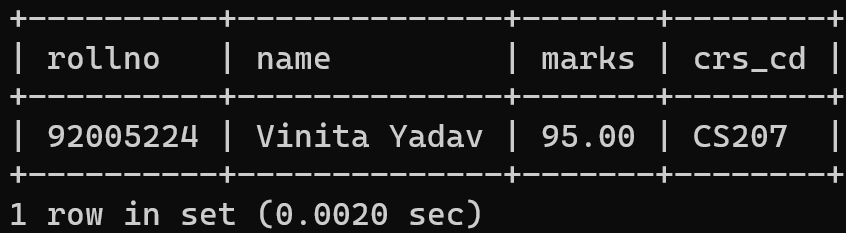 +----------+--------------+-------+--------+
| rollno   | name         | marks | crs_cd |
+----------+--------------+-------+--------+
| 92005224 | Vinita Yadav | 95.00 | CS207  |
+----------+--------------+-------+--------+
1 row in set (0.0020 sec)